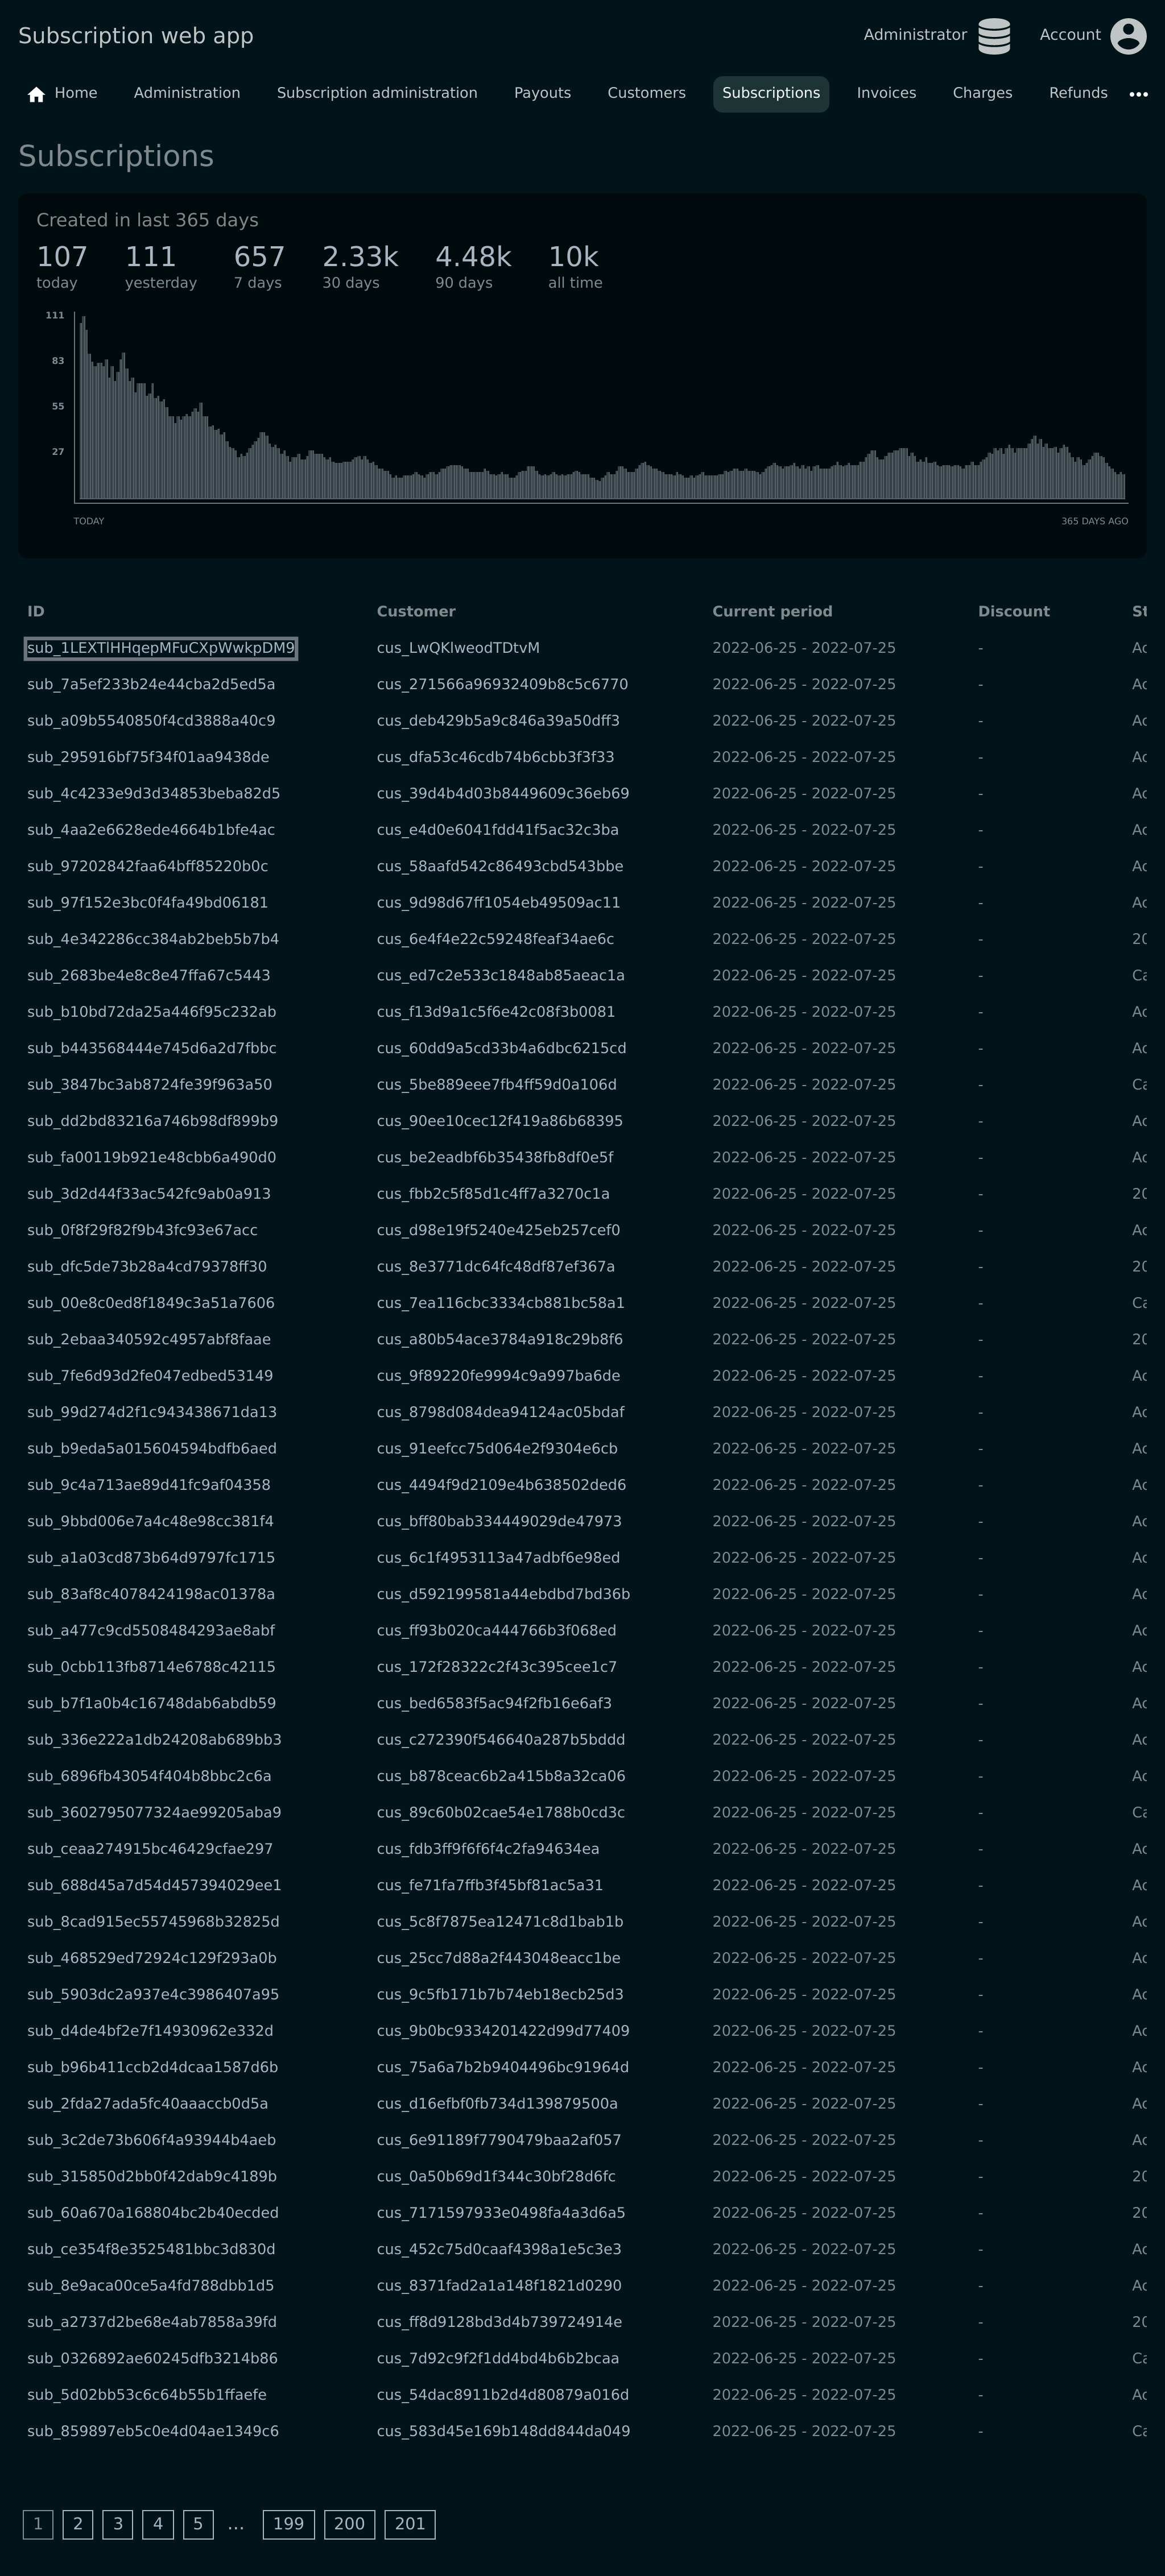 Subscription web app Administrator Account
Home Administration Subscription administration Payouts Customers Subscriptions Invoices Charges Refunds •••
Subscriptions
Created in last 365 days
107 111 657 2.33k 4.48k 10k
today yesterday 7 days 30 days 90 days all time
111
83
55
27
TODAY 365 DAYS AGO
ID Customer Current period Discount St
sub_1LEXTlHHqepMFuCXpWwkpDM9 cus_LwQKlweodTDtvM 2022-06-25 - 2022-07-25 - Ac
sub_7a5ef233b24e44cba2d5ed5a cus_271566a96932409b8c5c6770 2022-06-25 - 2022-07-25 - Ac
sub_a09b5540850f4cd3888a40c9 cus_deb429b5a9c846a39a50dff3 2022-06-25 - 2022-07-25 - Ac
sub_295916bf75f34f01aa9438de cus_dfa53c46cdb74b6cbb3f3f33 2022-06-25 - 2022-07-25 - Ac
sub_4c4233e9d3d34853beba82d5 cus_39d4b4d03b8449609c36eb69 2022-06-25 - 2022-07-25 - Ac
sub_4aa2e6628ede4664b1bfe4ac cus_e4d0e6041fdd41f5ac32c3ba 2022-06-25 - 2022-07-25 - Ac
sub_97202842faa64bff85220b0c cus_58aafd542c86493cbd543bbe 2022-06-25 - 2022-07-25 - Ac
sub_97f152e3bc0f4fa49bd06181 cus_9d98d67ff1054eb49509ac11 2022-06-25 - 2022-07-25 - Ac
sub_4e342286cc384ab2beb5b7b4 cus_6e4f4e22c59248feaf34ae6c 2022-06-25 - 2022-07-25 - 20
sub_2683be4e8c8e47ffa67c5443 cus_ed7c2e533c1848ab85aeac1a 2022-06-25 - 2022-07-25 - Ca
sub_b10bd72da25a446f95c232ab cus_f13d9a1c5f6e42c08f3b0081 2022-06-25 - 2022-07-25 - Ac
sub_b443568444e745d6a2d7fbbc cus_60dd9a5cd33b4a6dbc6215cd 2022-06-25 - 2022-07-25 - Ac
sub_3847bc3ab8724fe39f963a50 cus_5be889eee7fb4ff59d0a106d 2022-06-25 - 2022-07-25 - Ca
sub_dd2bd83216a746b98df899b9 cus_90ee10cec12f419a86b68395 2022-06-25 - 2022-07-25 - Ac
sub_fa00119b921e48cbb6a490d0 cus_be2eadbf6b35438fb8df0e5f 2022-06-25 - 2022-07-25 - Ac
sub_3d2d44f33ac542fc9ab0a913 cus_fbb2c5f85d1c4ff7a3270c1a 2022-06-25 - 2022-07-25 - 20
sub_0f8f29f82f9b43fc93e67acc cus_d98e19f5240e425eb257cef0 2022-06-25 - 2022-07-25 - Ac
sub_dfc5de73b28a4cd79378ff30 cus_8e3771dc64fc48df87ef367a 2022-06-25 - 2022-07-25 - 20
sub_00e8c0ed8f1849c3a51a7606 cus_7ea116cbc3334cb881bc58a1 2022-06-25 - 2022-07-25 - Ca
sub_2ebaa340592c4957abf8faae cus_a80b54ace3784a918c29b8f6 2022-06-25 - 2022-07-25 - 20
sub_7fe6d93d2fe047edbed53149 cus_9f89220fe9994c9a997ba6de 2022-06-25 - 2022-07-25 - Ac
sub_99d274d2f1c943438671da13 cus_8798d084dea94124ac05bdaf 2022-06-25 - 2022-07-25 - Ac
sub_b9eda5a015604594bdfb6aed cus_91eefcc75d064e2f9304e6cb 2022-06-25 - 2022-07-25 - Ac
sub_9c4a713ae89d41fc9af04358 cus_4494f9d2109e4b638502ded6 2022-06-25 - 2022-07-25 - Ac
sub_9bbd006e7a4c48e98cc381f4 cus_bff80bab334449029de47973 2022-06-25 - 2022-07-25 - Ac
sub_a1a03cd873b64d9797fc1715 cus_6c1f4953113a47adbf6e98ed 2022-06-25 - 2022-07-25 - Ac
sub_83af8c4078424198ac01378a cus_d592199581a44ebdbd7bd36b 2022-06-25 - 2022-07-25 - Ac
sub_a477c9cd5508484293ae8abf cus_ff93b020ca444766b3f068ed 2022-06-25 - 2022-07-25 - Ac
sub_0cbb113fb8714e6788c42115 cus_172f28322c2f43c395cee1c7 2022-06-25 - 2022-07-25 - Ac
sub_b7f1a0b4c16748dab6abdb59 cus_bed6583f5ac94f2fb16e6af3 2022-06-25 - 2022-07-25 - Ac
sub_336e222a1db24208ab689bb3 cus_c272390f546640a287b5bddd 2022-06-25 - 2022-07-25 - Ac
sub_6896fb43054f404b8bbc2c6a cus_b878ceac6b2a415b8a32ca06 2022-06-25 - 2022-07-25 - Ac
sub_3602795077324ae99205aba9 cus_89c60b02cae54e1788b0cd3c 2022-06-25 - 2022-07-25 - Ca
sub_ceaa274915bc46429cfae297 cus_fdb3ff9f6f6f4c2fa94634ea 2022-06-25 - 2022-07-25 - Ac
sub_688d45a7d54d457394029ee1 cus_fe71fa7ffb3f45bf81ac5a31 2022-06-25 - 2022-07-25 - Ac
sub_8cad915ec55745968b32825d cus_5c8f7875ea12471c8d1bab1b 2022-06-25 - 2022-07-25 - Ac
sub_468529ed72924c129f293a0b cus_25cc7d88a2f443048eacc1be 2022-06-25 - 2022-07-25 - Ac
sub_5903dc2a937e4c3986407a95 cus_9c5fb171b7b74eb18ecb25d3 2022-06-25 - 2022-07-25 - Ac
sub_d4de4bf2e7f14930962e332d cus_9b0bc9334201422d99d77409 2022-06-25 - 2022-07-25 - Ac
sub_b96b411ccb2d4dcaa1587d6b cus_75a6a7b2b9404496bc91964d 2022-06-25 - 2022-07-25 - Ac
sub_2fda27ada5fc40aaaccb0d5a cus_d16efbf0fb734d139879500a 2022-06-25 - 2022-07-25 - Ac
sub_3c2de73b606f4a93944b4aeb cus_6e91189f7790479baa2af057 2022-06-25 - 2022-07-25 - Ac
sub_315850d2bb0f42dab9c4189b cus_0a50b69d1f344c30bf28d6fc 2022-06-25 - 2022-07-25 - 20
sub_60a670a168804bc2b40ecded cus_7171597933e0498fa4a3d6a5 2022-06-25 - 2022-07-25 - 20
sub_ce354f8e3525481bbc3d830d cus_452c75d0caaf4398a1e5c3e3 2022-06-25 - 2022-07-25 - Ac
sub_8e9aca00ce5a4fd788dbb1d5 cus_8371fad2a1a148f1821d0290 2022-06-25 - 2022-07-25 - Ac
sub_a2737d2be68e4ab7858a39fd cus_ff8d9128bd3d4b739724914e 2022-06-25 - 2022-07-25 - 20
sub_0326892ae60245dfb3214b86 cus_7d92c9f2f1dd4bd4b6b2bcaa 2022-06-25 - 2022-07-25 - Ca
sub_5d02bb53c6c64b55b1ffaefe cus_54dac8911b2d4d80879a016d 2022-06-25 - 2022-07-25 - Ac
sub_859897eb5c0e4d04ae1349c6 cus_583d45e169b148dd844da049 2022-06-25 - 2022-07-25 - Ca
1 2 3 4 5 … 199 200 201